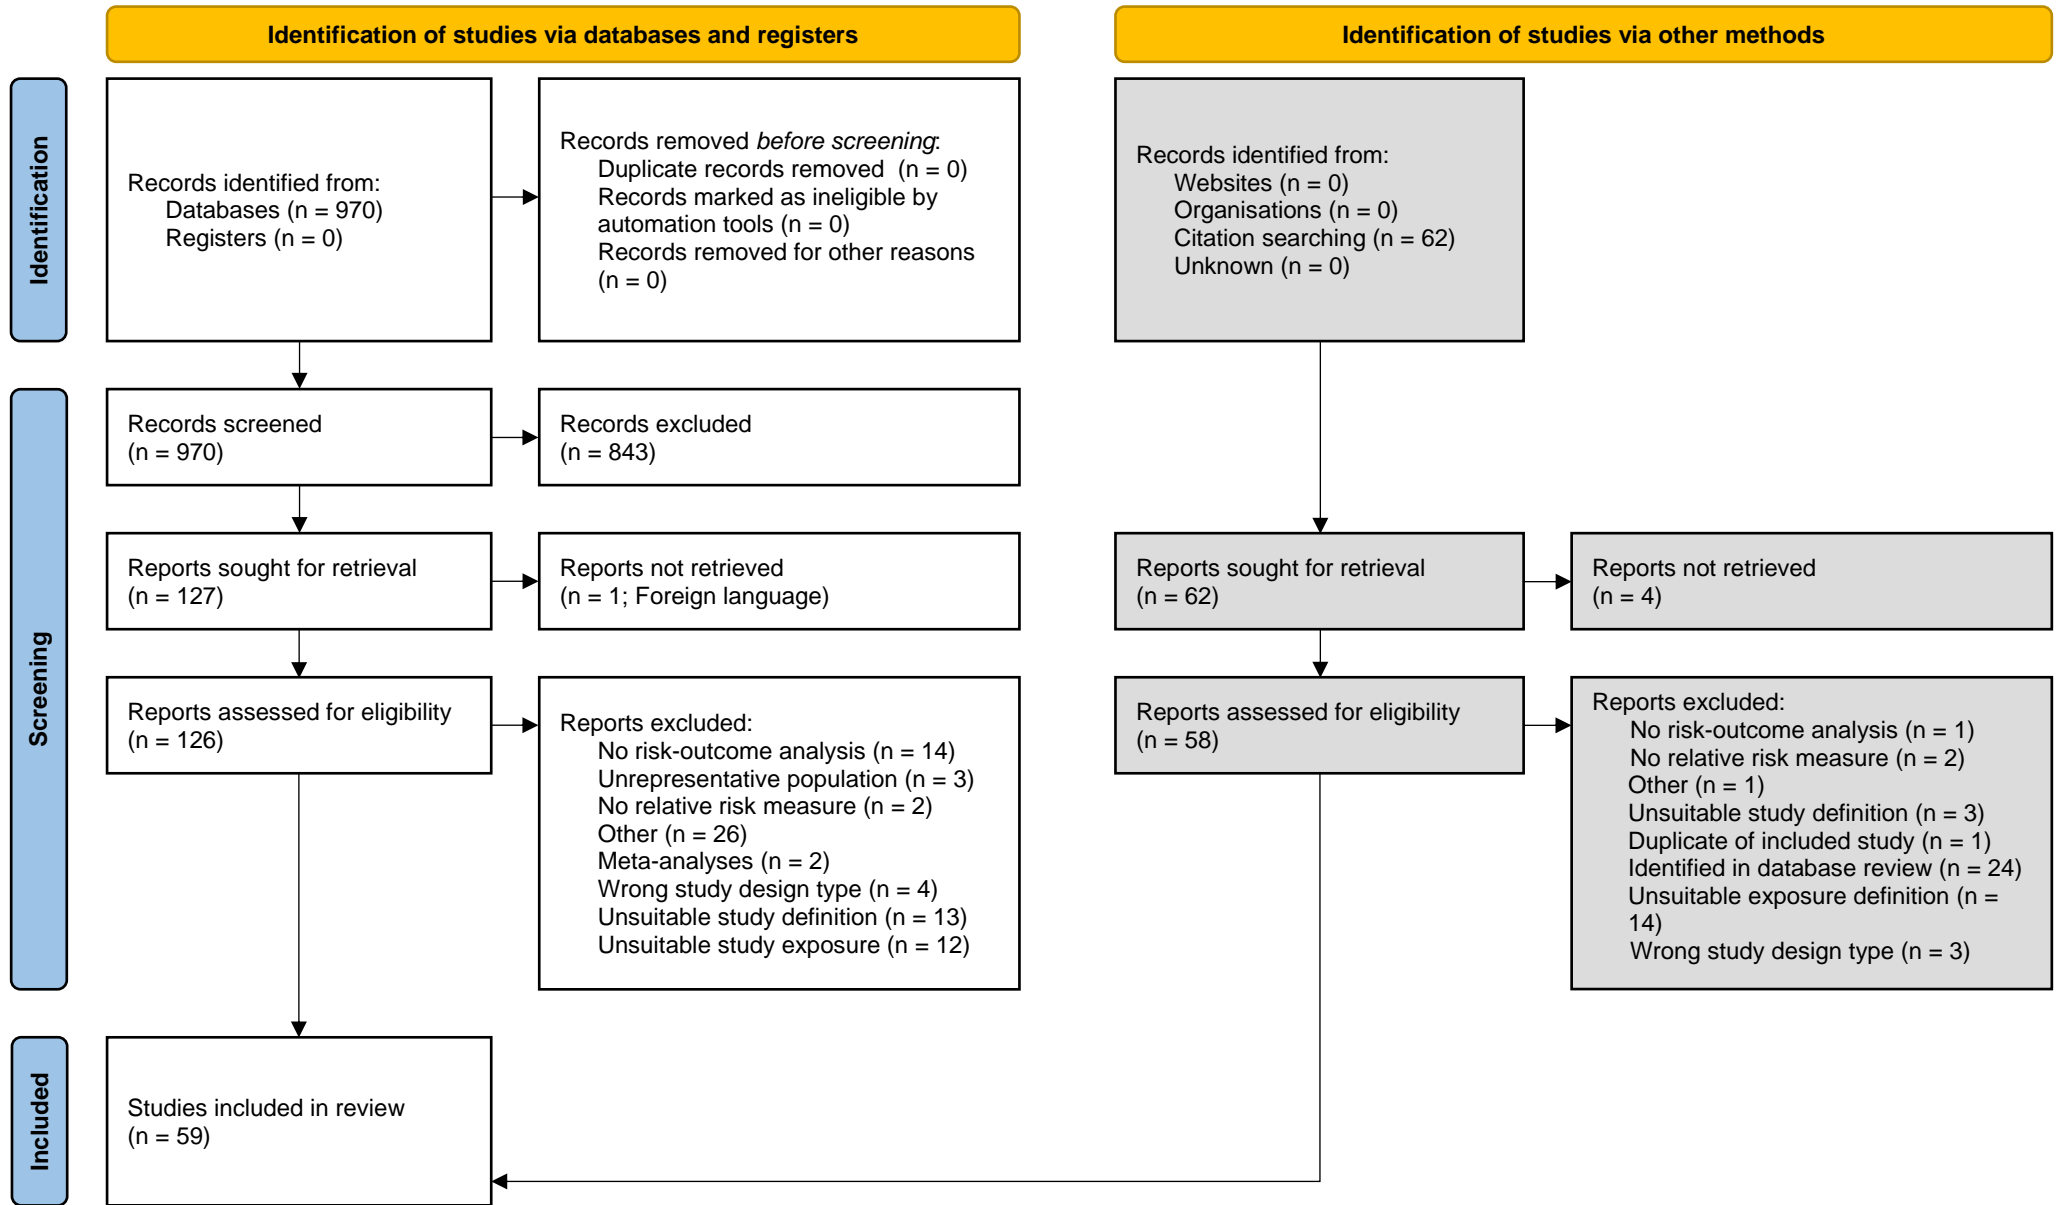 Identification of studies via databases and registers
Identification of studies via other methods
Identification
Records identified from:
Databases (n = 970)
Registers (n = 0)
Records removed before screening:
Duplicate records removed (n = 0)
Records marked as ineligible by
automation tools (n = 0)
Records removed for other reasons
(n = 0)
Records identified from:
Websites (n = 0)
Organisations (n = 0)
Citation searching (n = 62)
Unknown (n = 0)
Screening
Records screened
(n = 970)
Records excluded
(n = 843)
Reports sought for retrieval
(n = 127)
Reports not retrieved
(n = 1; Foreign language)
Reports sought for retrieval
(n = 62)
Reports not retrieved
(n = 4)
Reports assessed for eligibility
(n = 126)
Reports excluded:
No risk-outcome analysis (n = 14)
Unrepresentative population (n = 3)
No relative risk measure (n = 2)
Other (n = 26)
Meta-analyses (n = 2)
Wrong study design type (n = 4)
Unsuitable study definition (n = 13)
Unsuitable study exposure (n = 12)
Reports assessed for eligibility
(n = 58)
Reports excluded:
No risk-outcome analysis (n = 1)
No relative risk measure (n = 2)
Other (n = 1)
Unsuitable study definition (n = 3)
Duplicate of included study (n = 1)
Identified in database review (n = 24)
Unsuitable exposure definition (n =
14)
Wrong study design type (n = 3)
Included
Studies included in review
(n = 59)